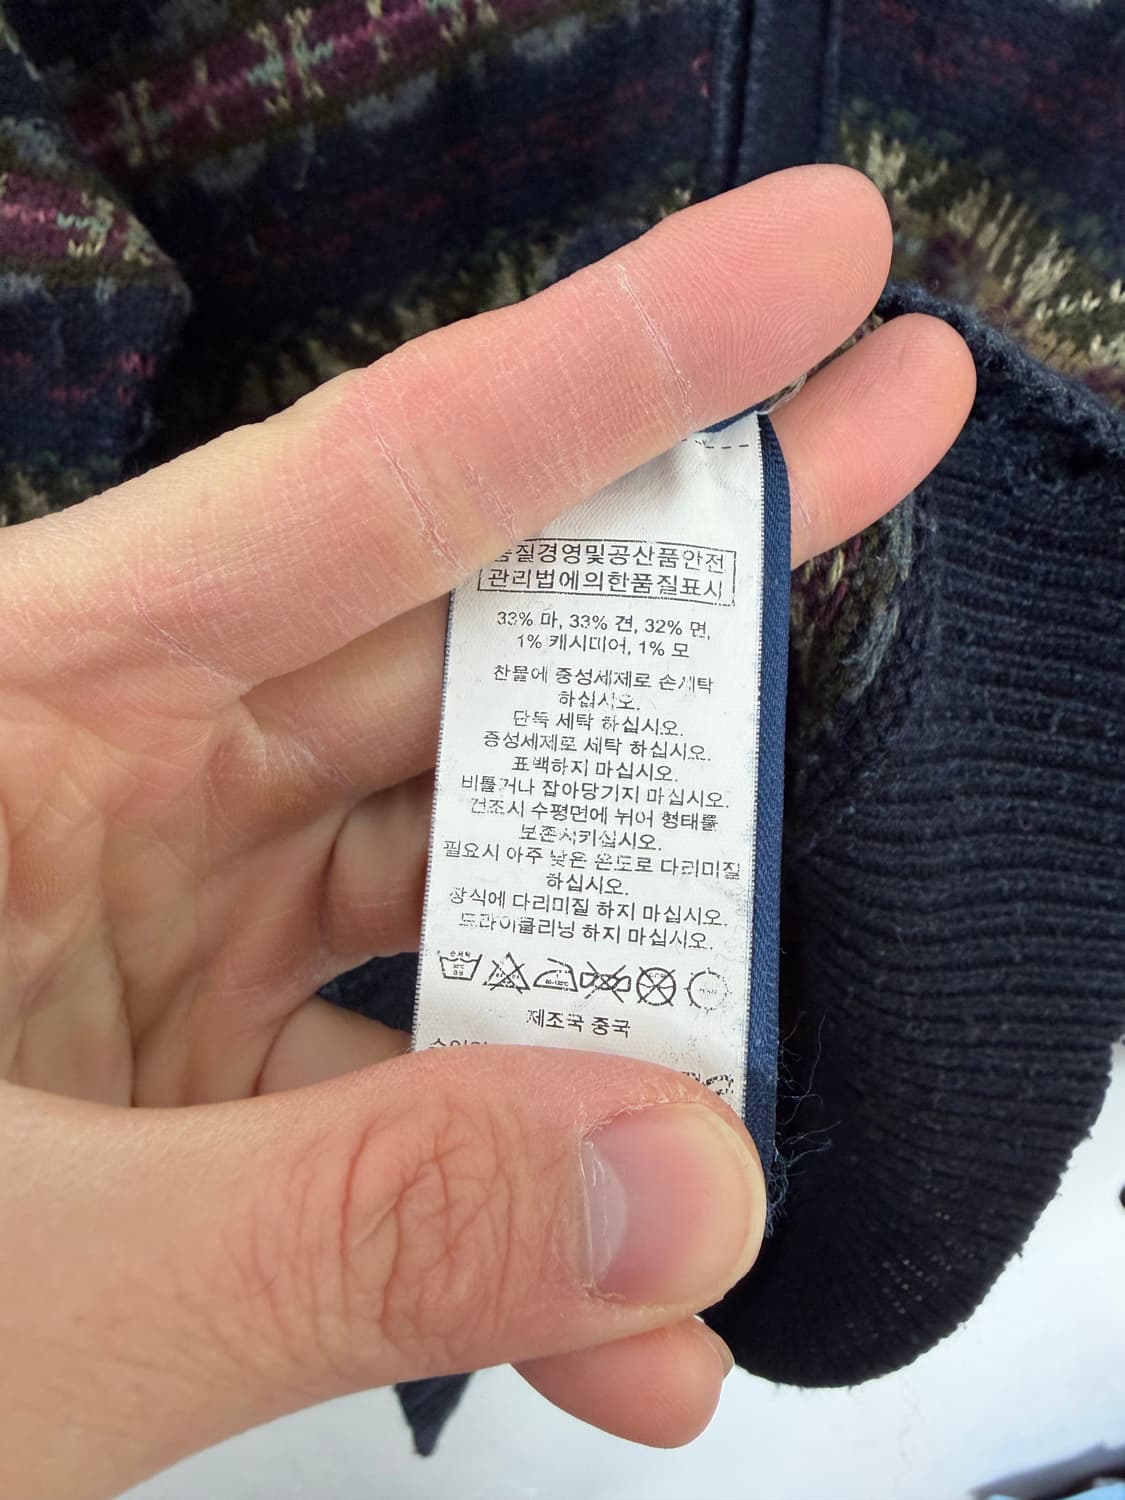 품질경영및공산품안전
관리법에의한품질표시
33% 마, 33% 견, 32% 면,
1% 캐시미어, 1% 모
찬물에 중성세제로 손세탁
하십시오.
단독 세탁 하십시오.
중성세제로 세탁 하십시오.
표백하지 마십시오.
비틀거나 잡아당기지 마십시오.
건조시 수평면에 뉘어 형태를
보존시키십시오.
필요시 아주 낮은 온도로 다리미질
하십시오.
장식에 다리미질 하지 마십시오.
드라이클리닝 하지 마십시오.
손세탁
30°C
중성
80-120°C
제조국 중국